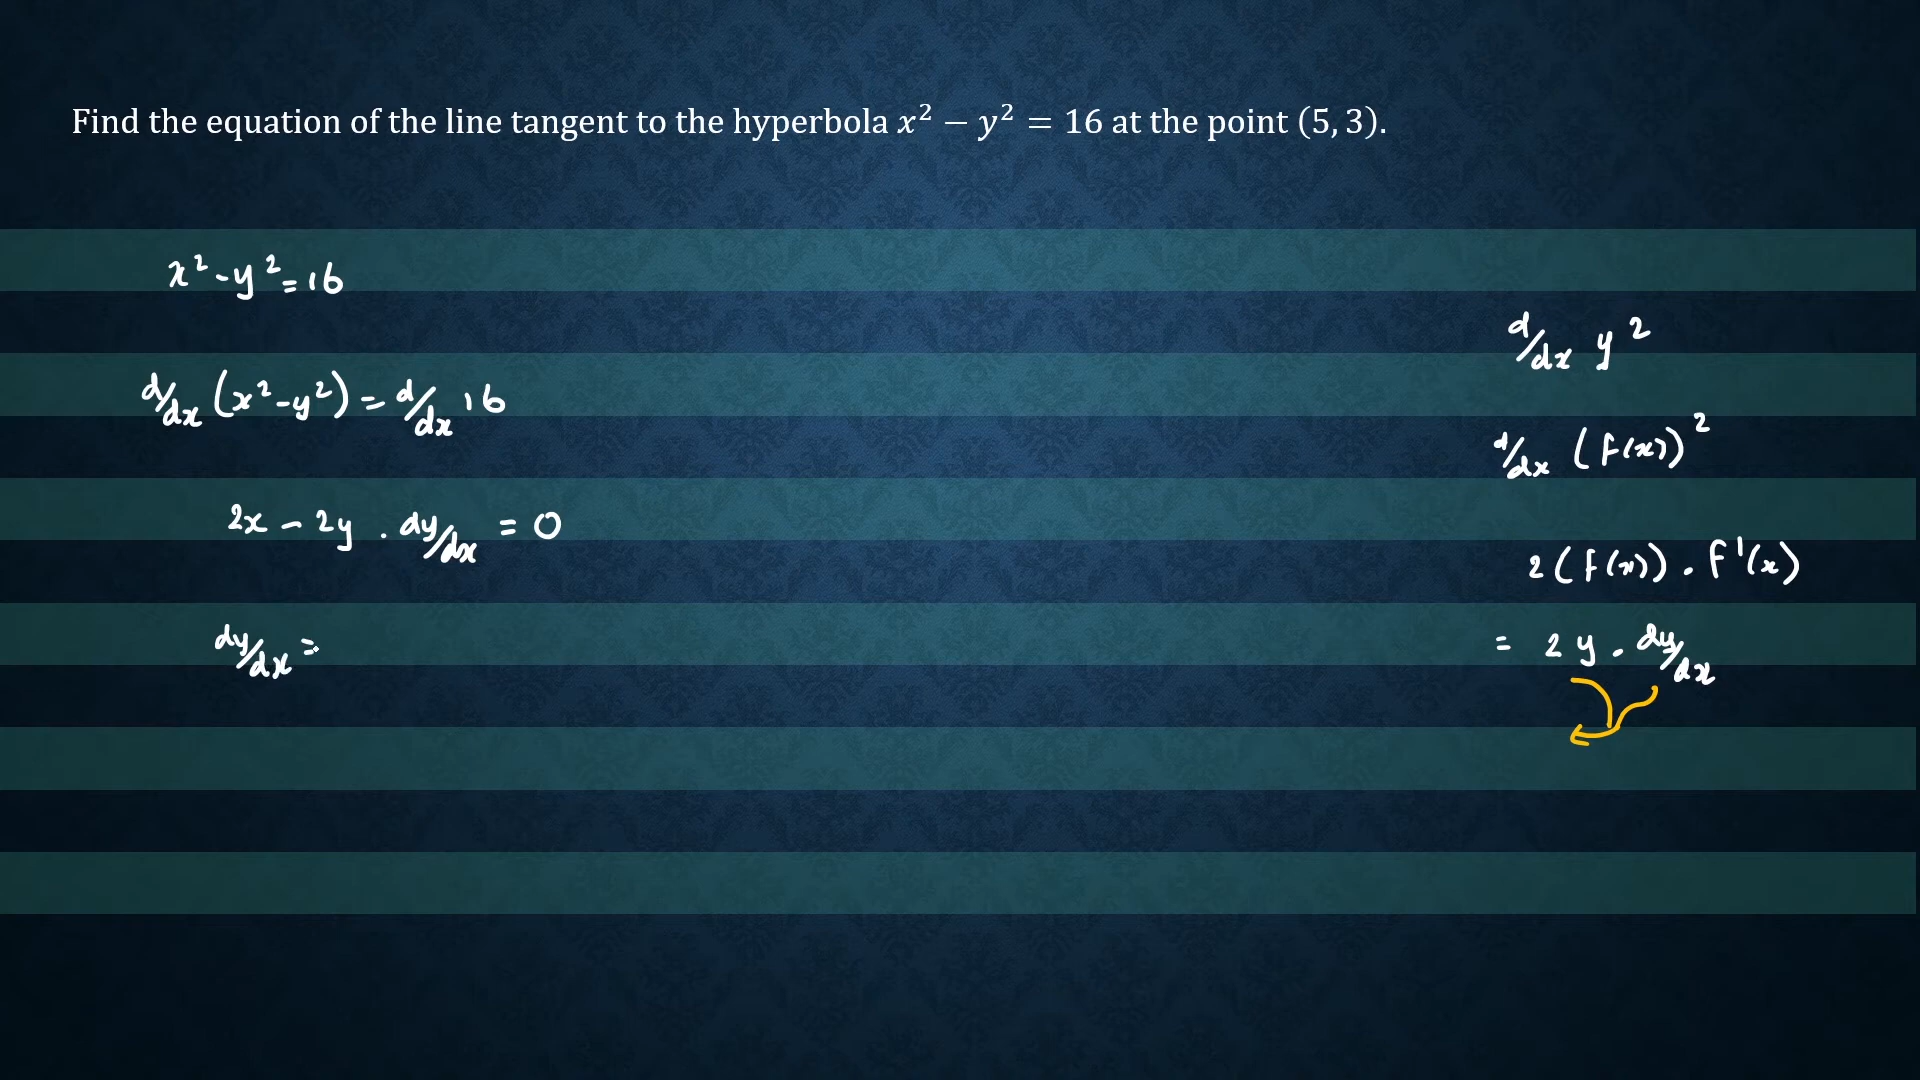 Find the equation of the line tangent to the hyperbola x² − y² = 16 at the point (5, 3).
x² - y² = 16
d/dx (x² - y²) = d/dx 16
2x - 2y . dy/dx = 0
dy/dx =
d/dx y²
d/dx (f(x))²
2 (f(x)) . f'(x)
= 2y . dy/dx